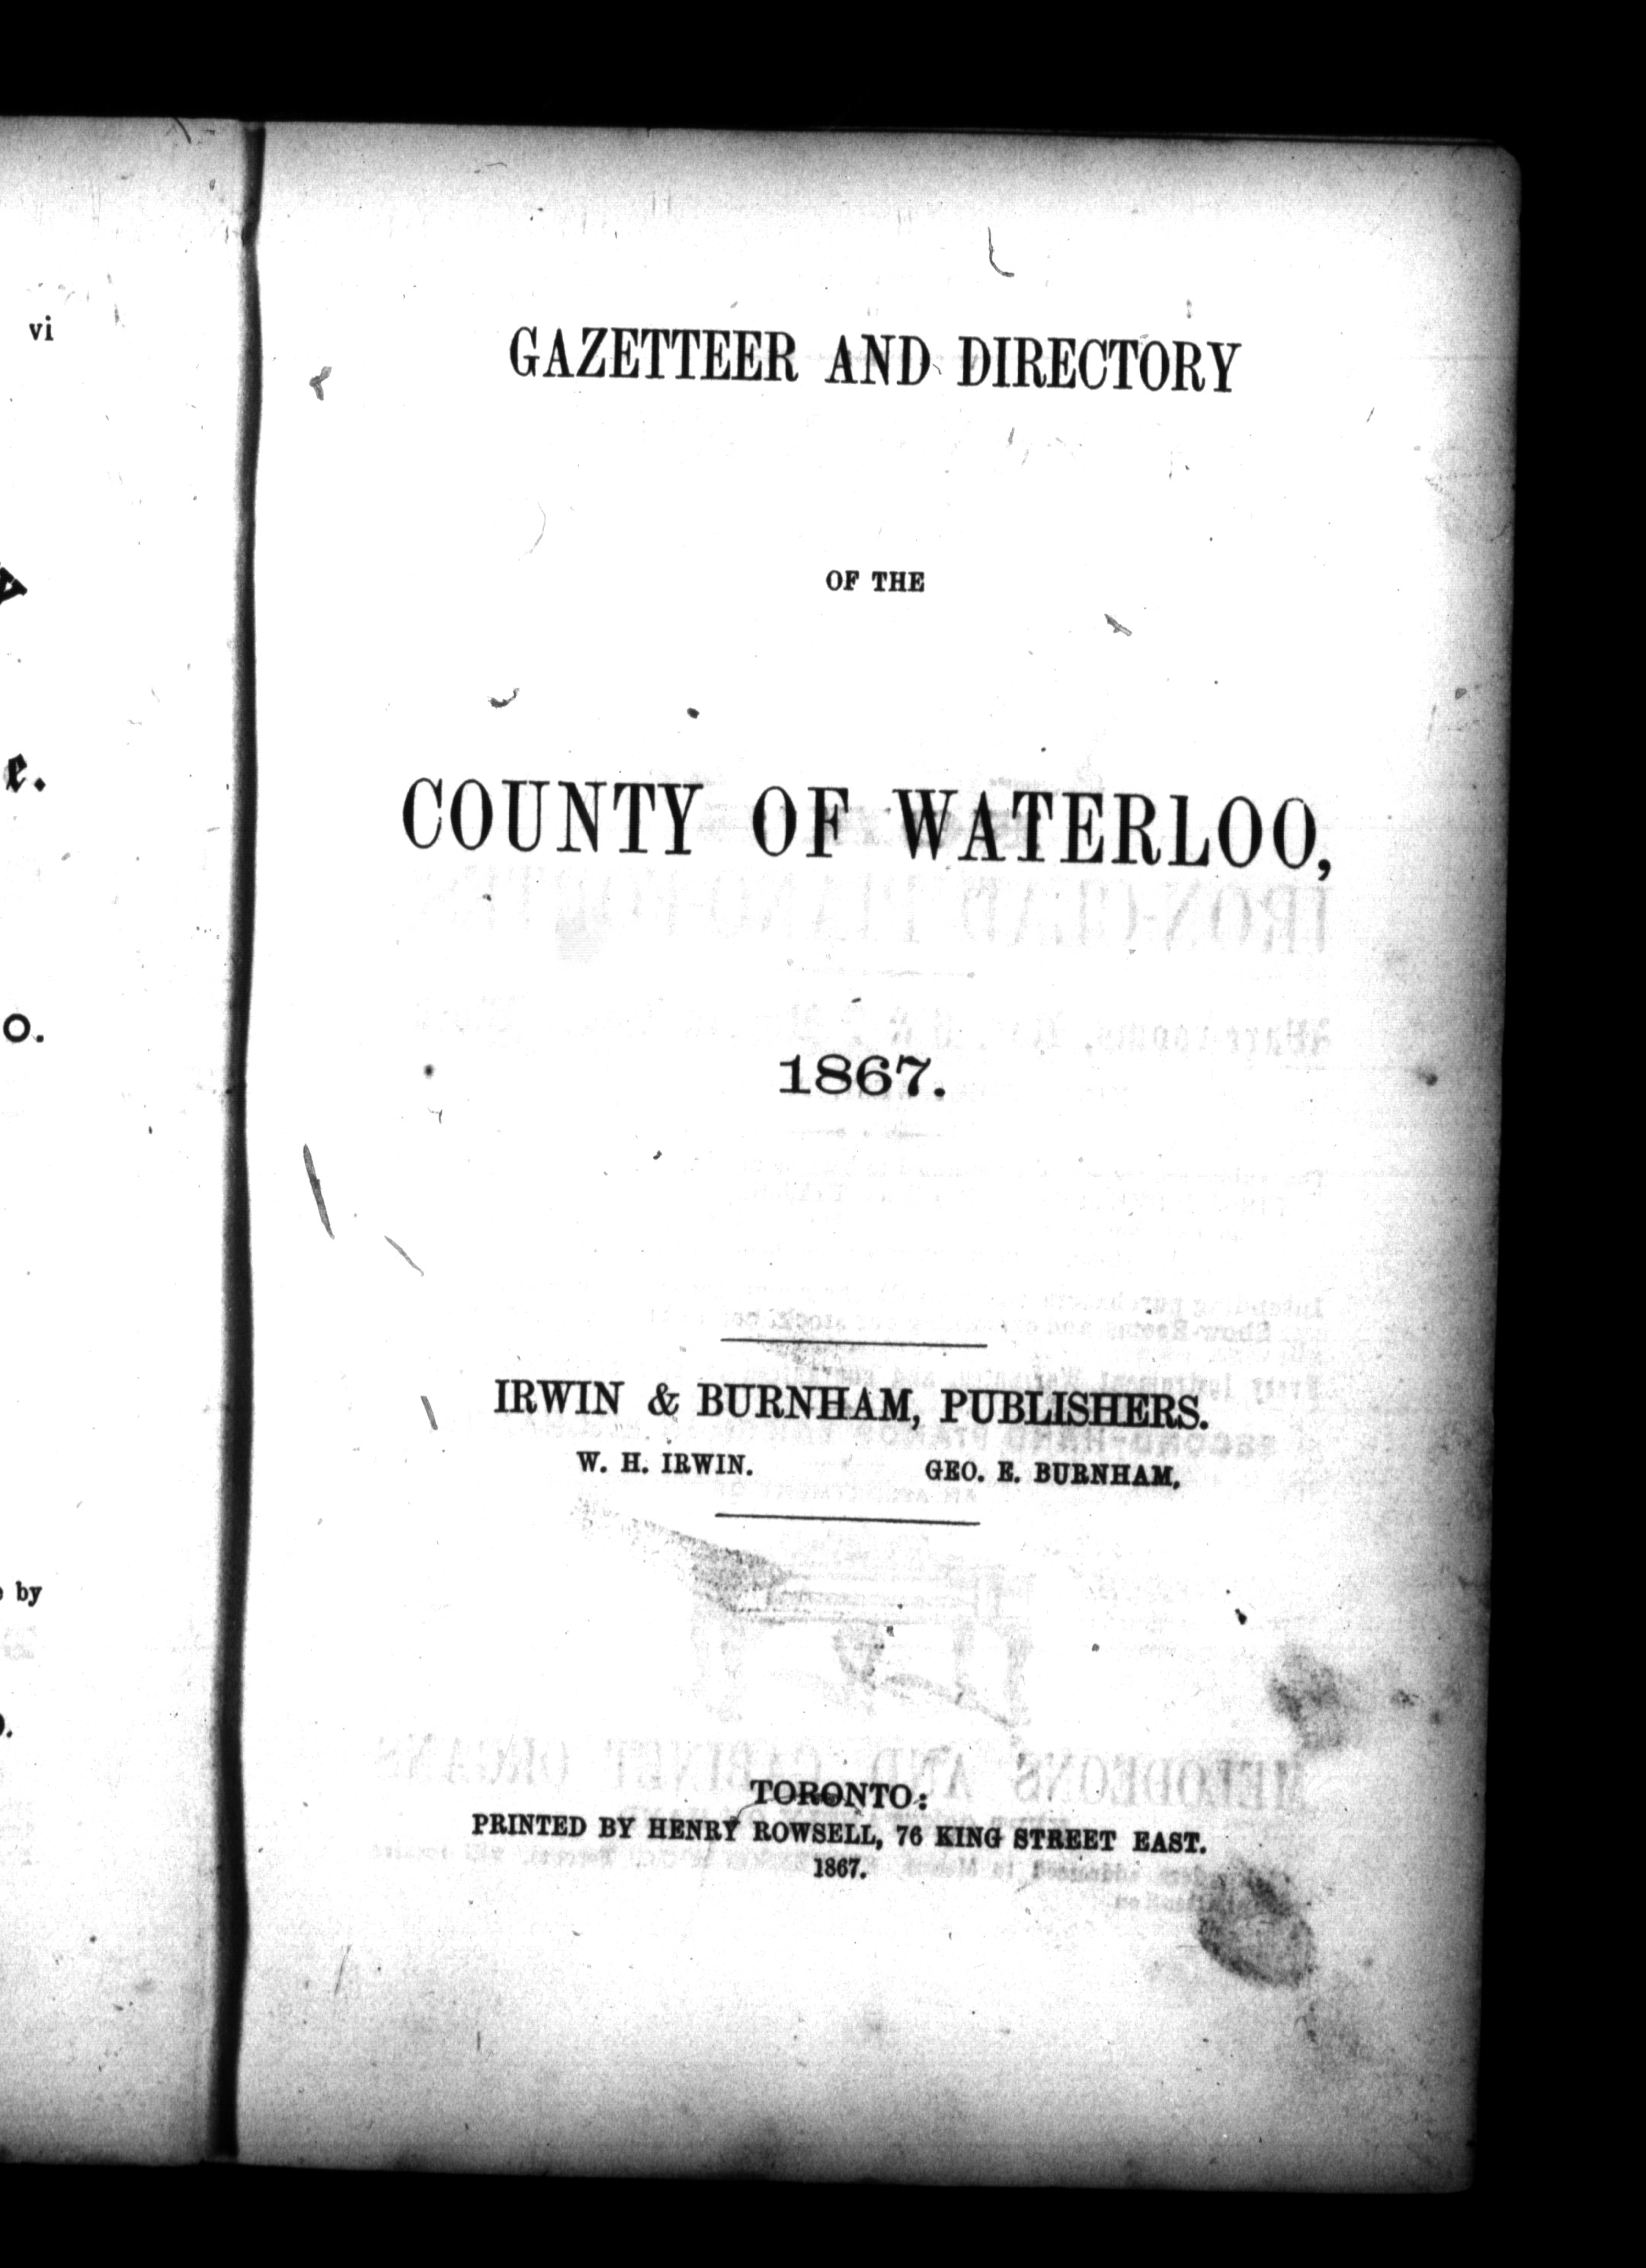 vi
y
e.
o.
by
GAZETTEER AND DIRECTORY
OF THE
COUNTY OF WATERLOO,
1867.
IRWIN & BURNHAM, PUBLISHERS.
W. H. IRWIN. GEO. E. BURNHAM,
TORONTO:
PRINTED BY HENRY ROWSELL, 76 KING STREET EAST.
1867.